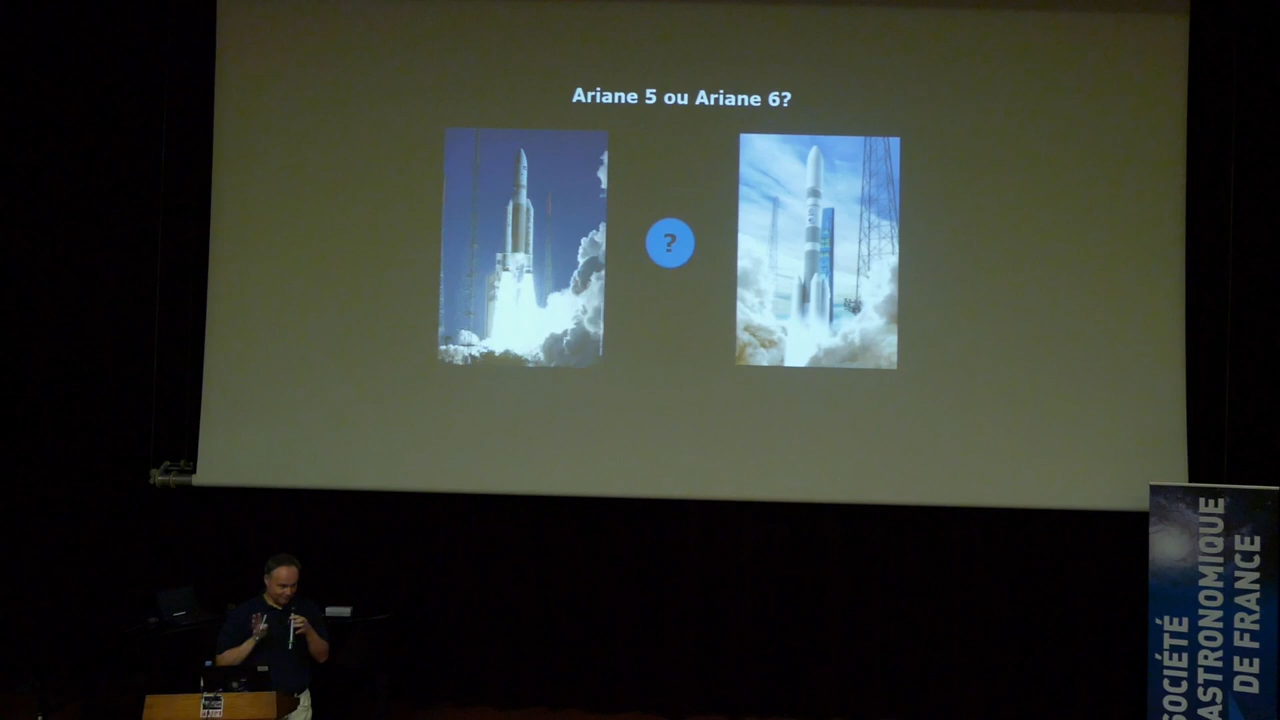 Ariane 5 ou Ariane 6?
?
SOCIÉTÉ
ASTRONOMIQUE
DE FRANCE